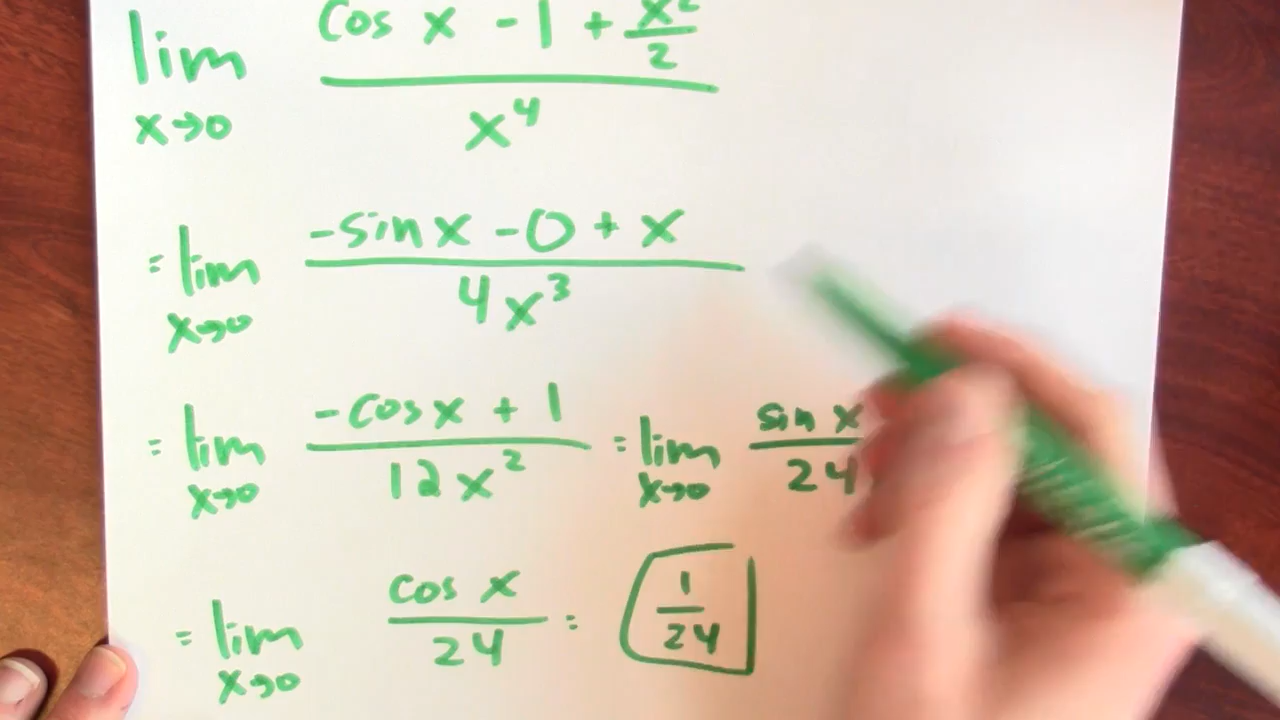 lim x→0 (cos x - 1 + x²/2) / x⁴
= lim x→0 (-sin x - 0 + x) / 4x³
= lim x→0 (-cos x + 1) / 12x² = lim x→0 sin x / 24
= lim x→0 cos x / 24 = 1/24